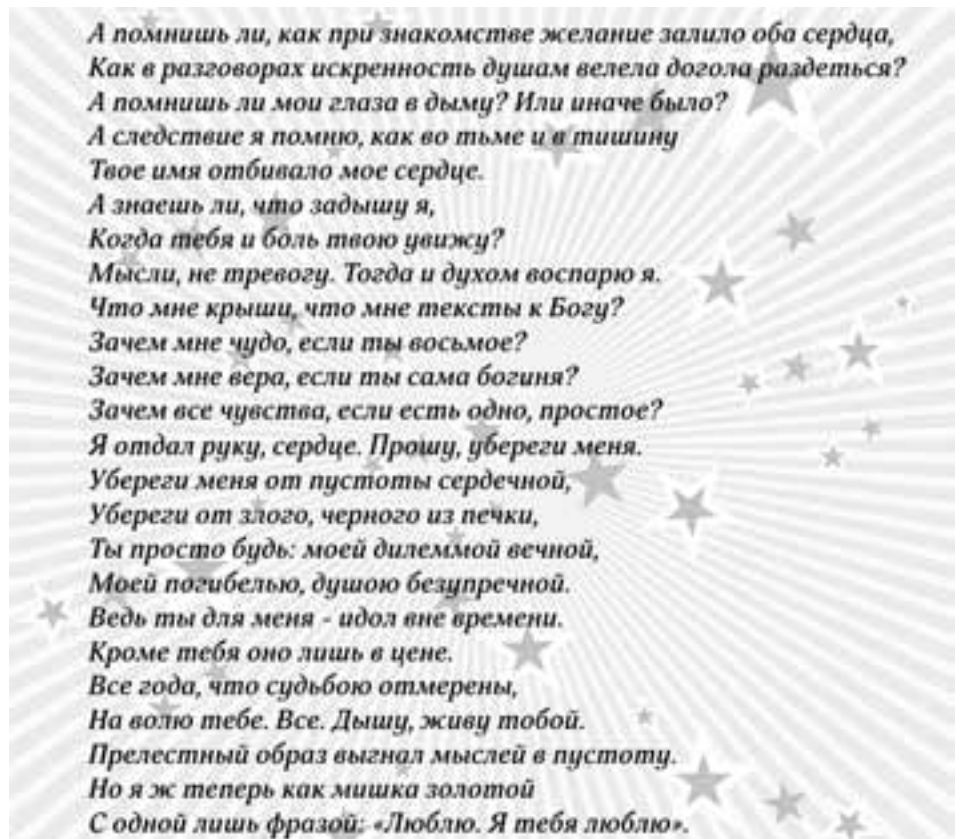 А помнишь ли, как при знакомстве желание залило оба сердца,
Как в разговорах искренность душам велела догола раздеться?
А помнишь ли мои глаза в дыму? Или иначе было?
А следствие я помню, как во тьме и в тишину
Твое имя отбивало мое сердце.
А знаешь ли, что задышу я,
Когда тебя и боль твою увижу?
Мысли, не тревогу. Тогда и духом воспарю я.
Что мне крыши, что мне тексты к Богу?
Зачем мне чудо, если ты восьмое?
Зачем мне вера, если ты сама богиня?
Зачем все чувства, если есть одно, простое?
Я отдал руку, сердце. Прошу, убереги меня.
Убереги меня от пустоты сердечной,
Убереги от злого, черного из печки,
Ты просто будь: моей дилеммой вечной,
Моей погибелью, душою безупречной.
Ведь ты для меня - идол вне времени.
Кроме тебя оно лишь в цене.
Все года, что судьбою отмерены,
На волю тебе. Все. Дышу, живу тобой.
Прелестный образ выгнал мыслей в пустоту.
Но я ж теперь как мишка золотой
С одной лишь фразой: «Люблю. Я тебя люблю».